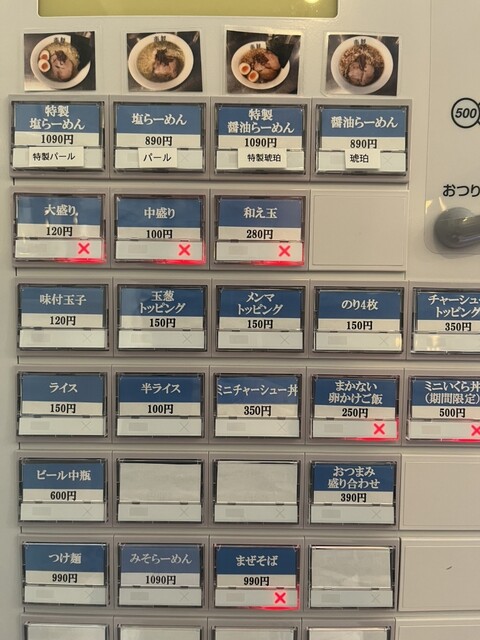 特製
塩らーめん
1090円
特製パール
塩らーめん
890円
パール
特製
醤油らーめん
1090円
特製琥珀
醤油らーめん
890円
琥珀
500
おつり
大盛り
120円
×
中盛り
100円
×
和え玉
280円
×
味付玉子
120円
玉葱
トッピング
150円
メンマ
トッピング
150円
のり4枚
150円
チャーシュー
トッピング
350円
ライス
150円
半ライス
100円
ミニチャーシュー丼
350円
まかない
卵かけご飯
250円
×
ミニいくら丼
(期間限定)
500円
×
ビール中瓶
600円
おつまみ
盛り合わせ
390円
つけ麺
990円
みそらーめん
1090円
まぜそば
990円
×